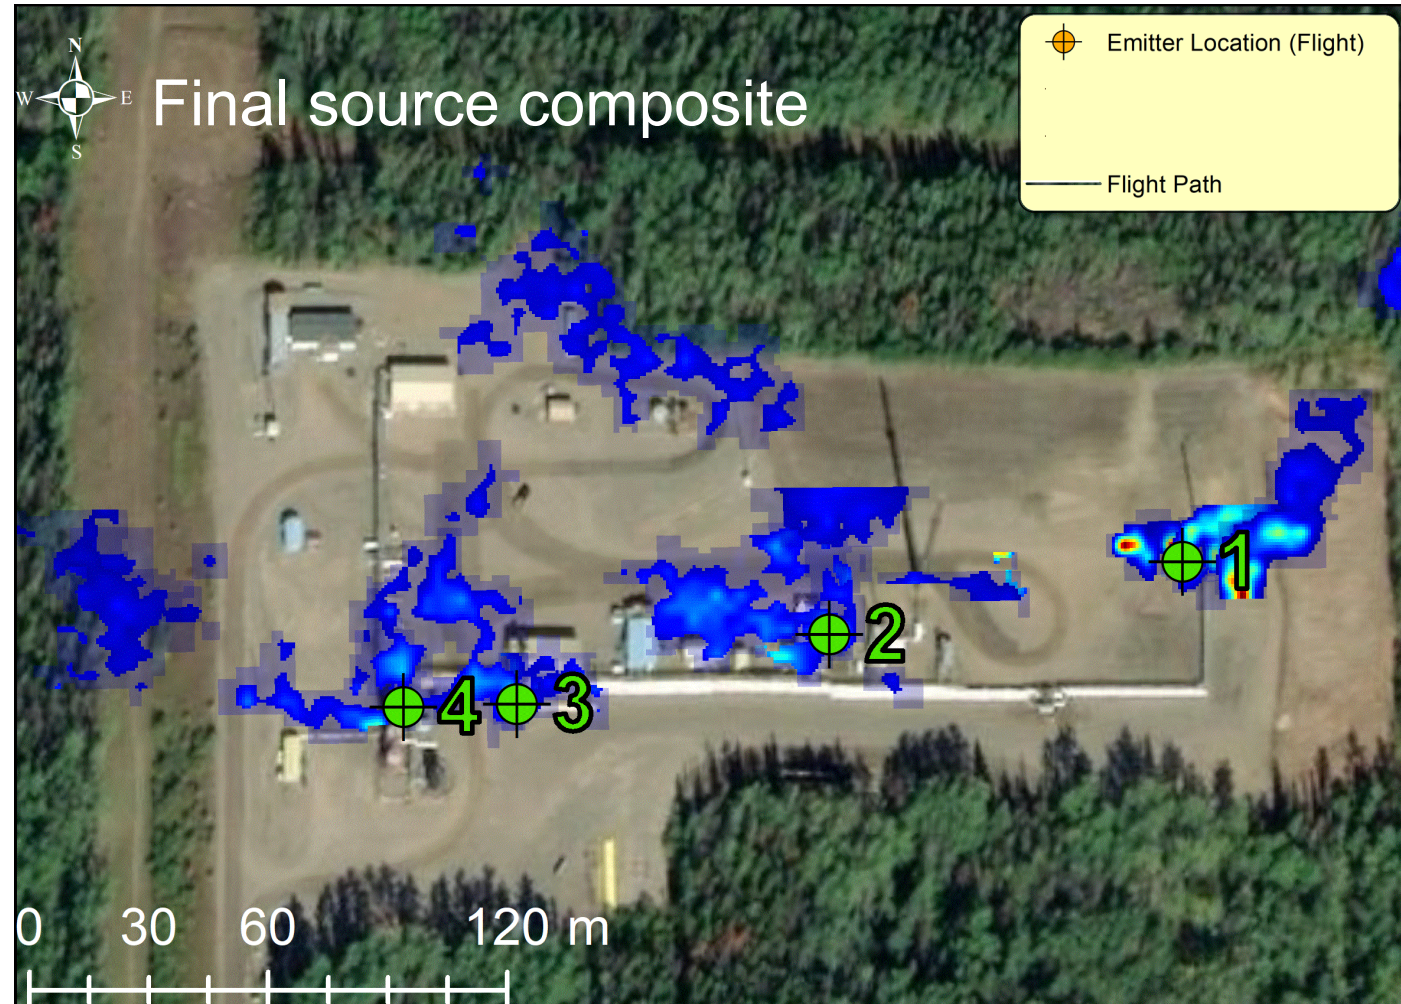 N
W E
S
Final source composite
Emitter Location (Flight)
Flight Path
1
2
3
4
0 30 60 120 m